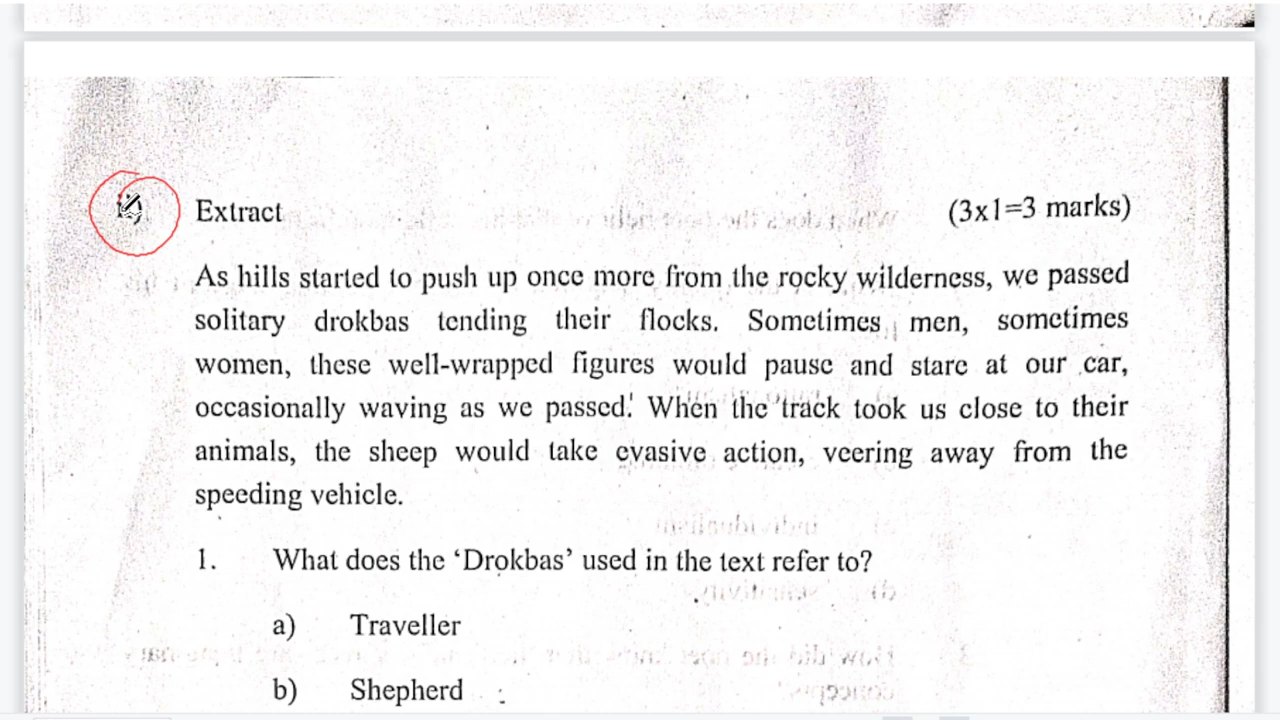 Extract (3x1=3 marks)
As hills started to push up once more from the rocky wilderness, we passed
solitary drokbas tending their flocks. Sometimes men, sometimes
women, these well-wrapped figures would pause and stare at our car,
occasionally waving as we passed. When the track took us close to their
animals, the sheep would take evasive action, veering away from the
speeding vehicle.
1. What does the ‘Drokbas’ used in the text refer to?
a) Traveller
b) Shepherd